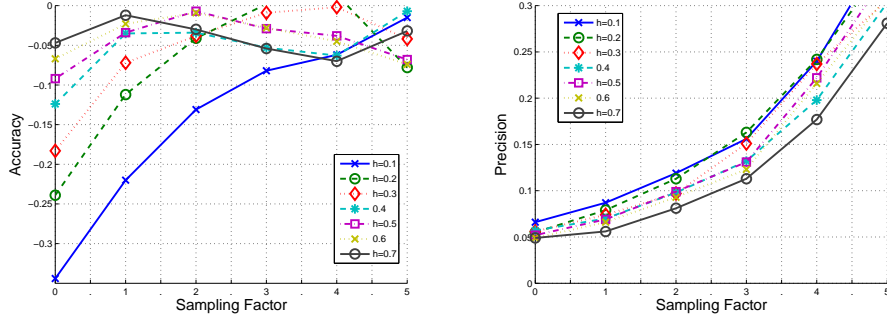 0
−0.05
−0.1
−0.15
−0.2
−0.25
−0.3
Accuracy
h=0.1
h=0.2
h=0.3
0.4
h=0.5
0.6
h=0.7
0 1 2 3 4 5
Sampling Factor
0.3
0.25
0.2
0.15
0.1
0.05
0
Precision
h=0.1
h=0.2
h=0.3
0.4
h=0.5
0.6
h=0.7
0 1 2 3 4 5
Sampling Factor